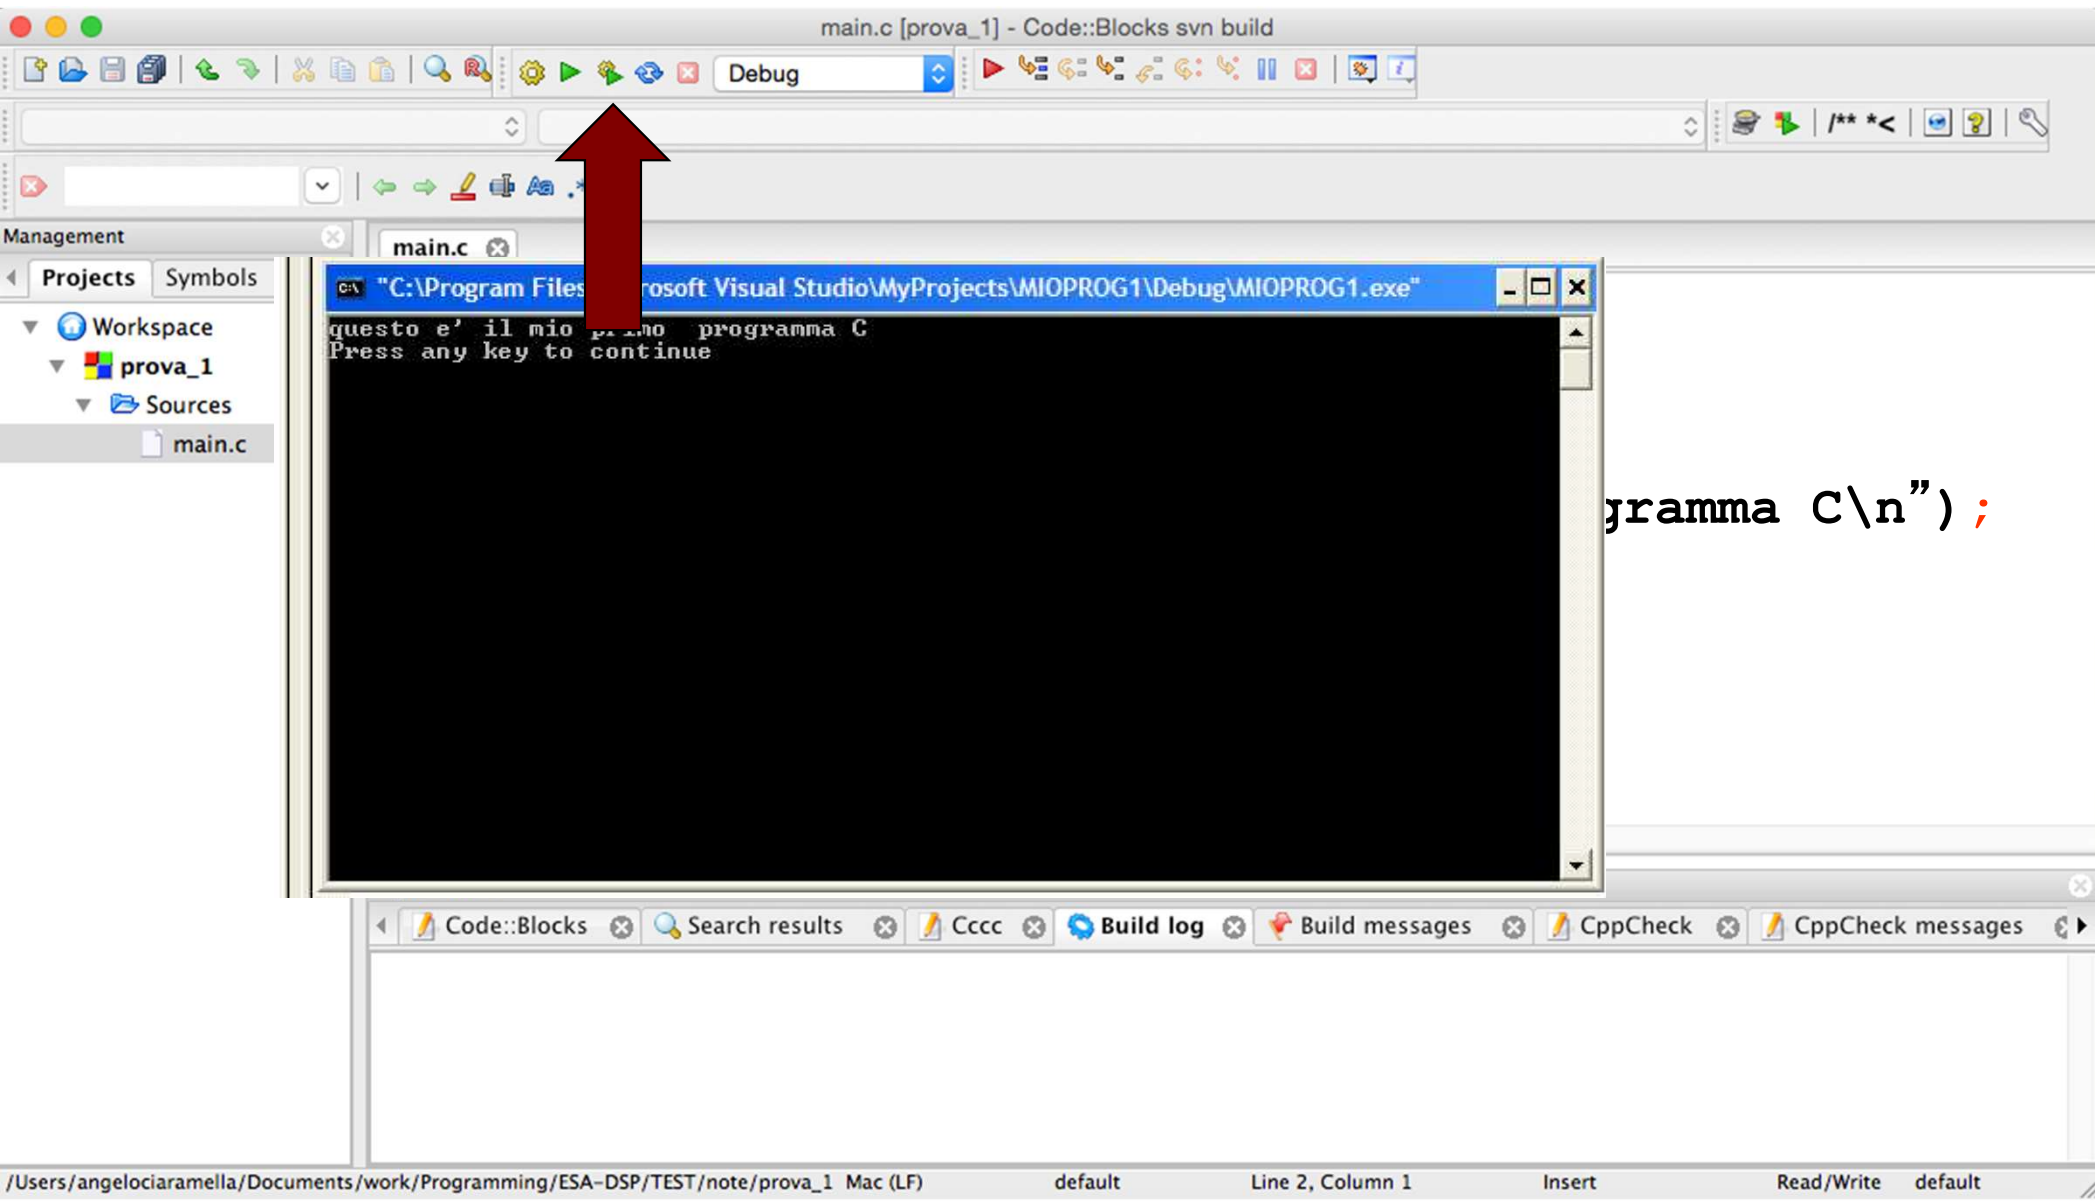 main.c [prova_1] - Code::Blocks svn build
Debug
/** *<
Management
main.c
Projects Symbols
"C:\Program Files rosoft Visual Studio\MyProjects\MIOPROG1\Debug\MIOPROG1.exe"
Workspace
questo e' il mio primo programma C
Press any key to continue
prova_1
Sources
main.c
gramma C\n”);
Code::Blocks Search results Cccc Build log Build messages CppCheck CppCheck messages
/Users/angelociaramella/Documents/work/Programming/ESA-DSP/TEST/note/prova_1 Mac (LF) default Line 2, Column 1 Insert Read/Write default